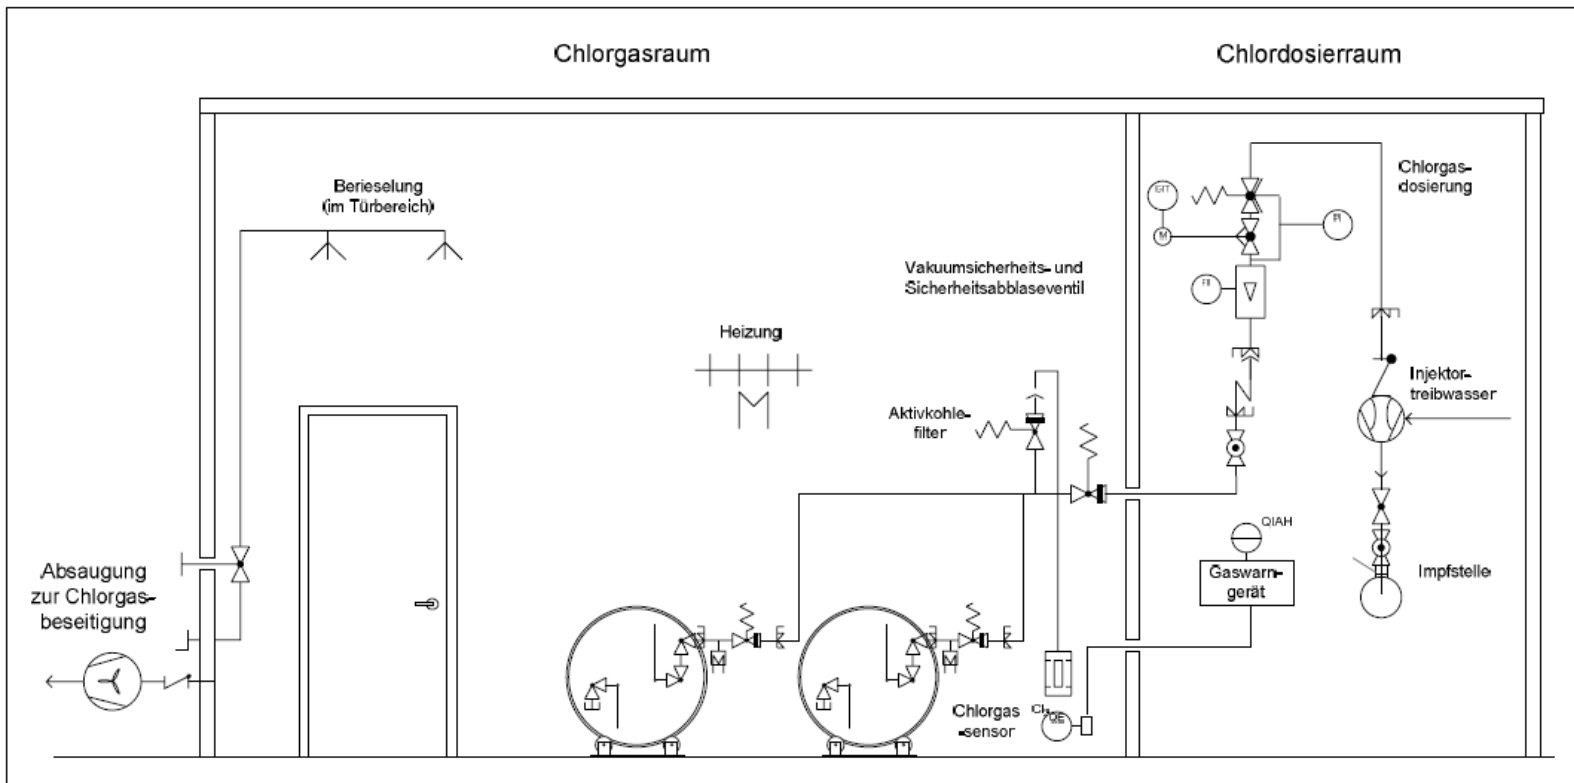 Chlorgasraum
Chlordosierraum
Berieselung
(im Türbereich)
Chlorgas-
dosierung
M
PI
FI
Vakuumsicherheits- und
Sicherheitsabblaseventil
Heizung
Aktivkohle-
filter
Injektor-
treibwasser
QIAH
Gaswarn-
gerät
Impfstelle
Absaugung
zur Chlorgas-
beseitigung
Chlorgas
-sensor
Cl₂
QE